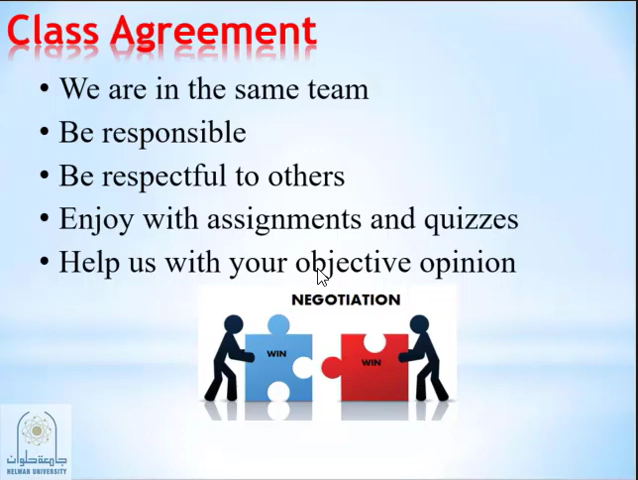 Class Agreement
• We are in the same team
• Be responsible
• Be respectful to others
• Enjoy with assignments and quizzes
• Help us with your objective opinion
NEGOTIATION
WIN
WIN
جامعة حلوان
HELWAN UNIVERSITY